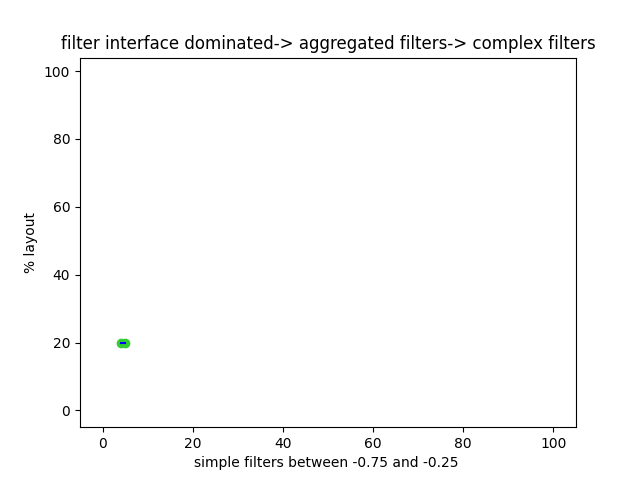 filter interface dominated-> aggregated filters-> complex filters
100
80
60
40
20
0
% layout
0 20 40 60 80 100
simple filters between -0.75 and -0.25